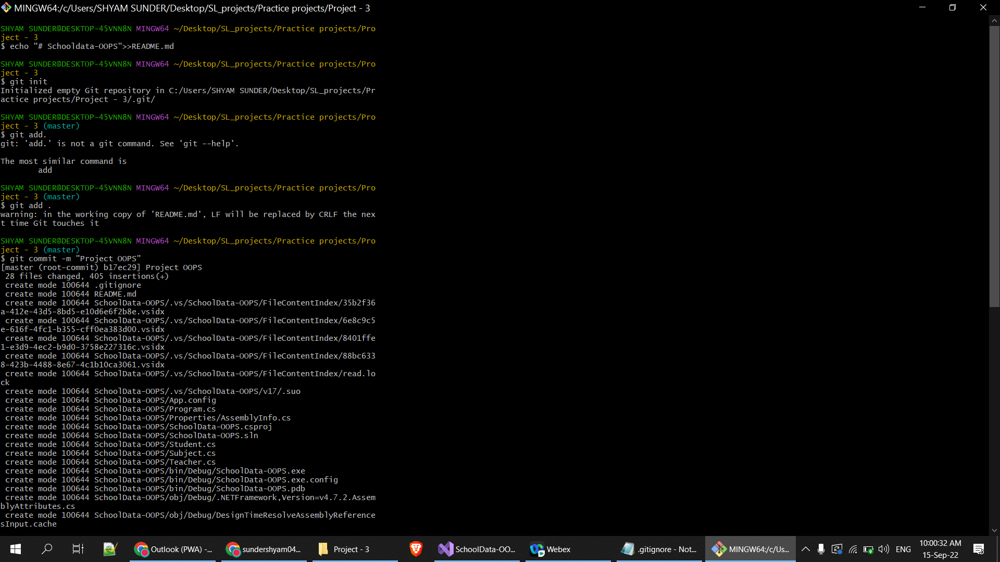 MINGW64:/c/Users/SHYAM SUNDER/Desktop/SL_projects/Practice projects/Project - 3
SHYAM SUNDER@DESKTOP-45VNN8N MINGW64 ~/Desktop/SL_projects/Practice projects/Pro
ject - 3
$ echo "# Schooldata-OOPS">>README.md
SHYAM SUNDER@DESKTOP-45VNN8N MINGW64 ~/Desktop/SL_projects/Practice projects/Pro
ject - 3
$ git init
Initialized empty Git repository in C:/Users/SHYAM SUNDER/Desktop/SL_projects/Pr
actice projects/Project - 3/.git/
SHYAM SUNDER@DESKTOP-45VNN8N MINGW64 ~/Desktop/SL_projects/Practice projects/Pro
ject - 3 (master)
$ git add.
git: 'add.' is not a git command. See 'git --help'.
The most similar command is
add
SHYAM SUNDER@DESKTOP-45VNN8N MINGW64 ~/Desktop/SL_projects/Practice projects/Pro
ject - 3 (master)
$ git add .
warning: in the working copy of 'README.md', LF will be replaced by CRLF the nex
t time Git touches it
SHYAM SUNDER@DESKTOP-45VNN8N MINGW64 ~/Desktop/SL_projects/Practice projects/Pro
ject - 3 (master)
$ git commit -m "Project OOPS"
[master (root-commit) b17ec29] Project OOPS
28 files changed, 405 insertions(+)
create mode 100644 .gitignore
create mode 100644 README.md
create mode 100644 SchoolData-OOPS/.vs/SchoolData-OOPS/FileContentIndex/35b2f36
a-412e-43d5-8bd5-e10d6e6f2b8e.vsidx
create mode 100644 SchoolData-OOPS/.vs/SchoolData-OOPS/FileContentIndex/6e8c9c5
e-616f-4fc1-b355-cff0ea383d00.vsidx
create mode 100644 SchoolData-OOPS/.vs/SchoolData-OOPS/FileContentIndex/8401ffe
1-e3d9-4ec2-b9d0-3758e227316c.vsidx
create mode 100644 SchoolData-OOPS/.vs/SchoolData-OOPS/FileContentIndex/88bc633
8-423b-4488-8e67-4c1b10ca3061.vsidx
create mode 100644 SchoolData-OOPS/.vs/SchoolData-OOPS/FileContentIndex/read.lo
ck
create mode 100644 SchoolData-OOPS/.vs/SchoolData-OOPS/v17/.suo
create mode 100644 SchoolData-OOPS/App.config
create mode 100644 SchoolData-OOPS/Program.cs
create mode 100644 SchoolData-OOPS/Properties/AssemblyInfo.cs
create mode 100644 SchoolData-OOPS/SchoolData-OOPS.csproj
create mode 100644 SchoolData-OOPS/SchoolData-OOPS.sln
create mode 100644 SchoolData-OOPS/Student.cs
create mode 100644 SchoolData-OOPS/Subject.cs
create mode 100644 SchoolData-OOPS/Teacher.cs
create mode 100644 SchoolData-OOPS/bin/Debug/SchoolData-OOPS.exe
create mode 100644 SchoolData-OOPS/bin/Debug/SchoolData-OOPS.exe.config
create mode 100644 SchoolData-OOPS/bin/Debug/SchoolData-OOPS.pdb
create mode 100644 SchoolData-OOPS/obj/Debug/.NETFramework,Version=v4.7.2.Assem
blyAttributes.cs
create mode 100644 SchoolData-OOPS/obj/Debug/DesignTimeResolveAssemblyReference
sInput.cache
Outlook (PWA) -... sundershyam04... Project - 3 SchoolData-OO... Webex .gitignore - Not... MINGW64:/c/Us... ENG 10:00:32 AM
15-Sep-22